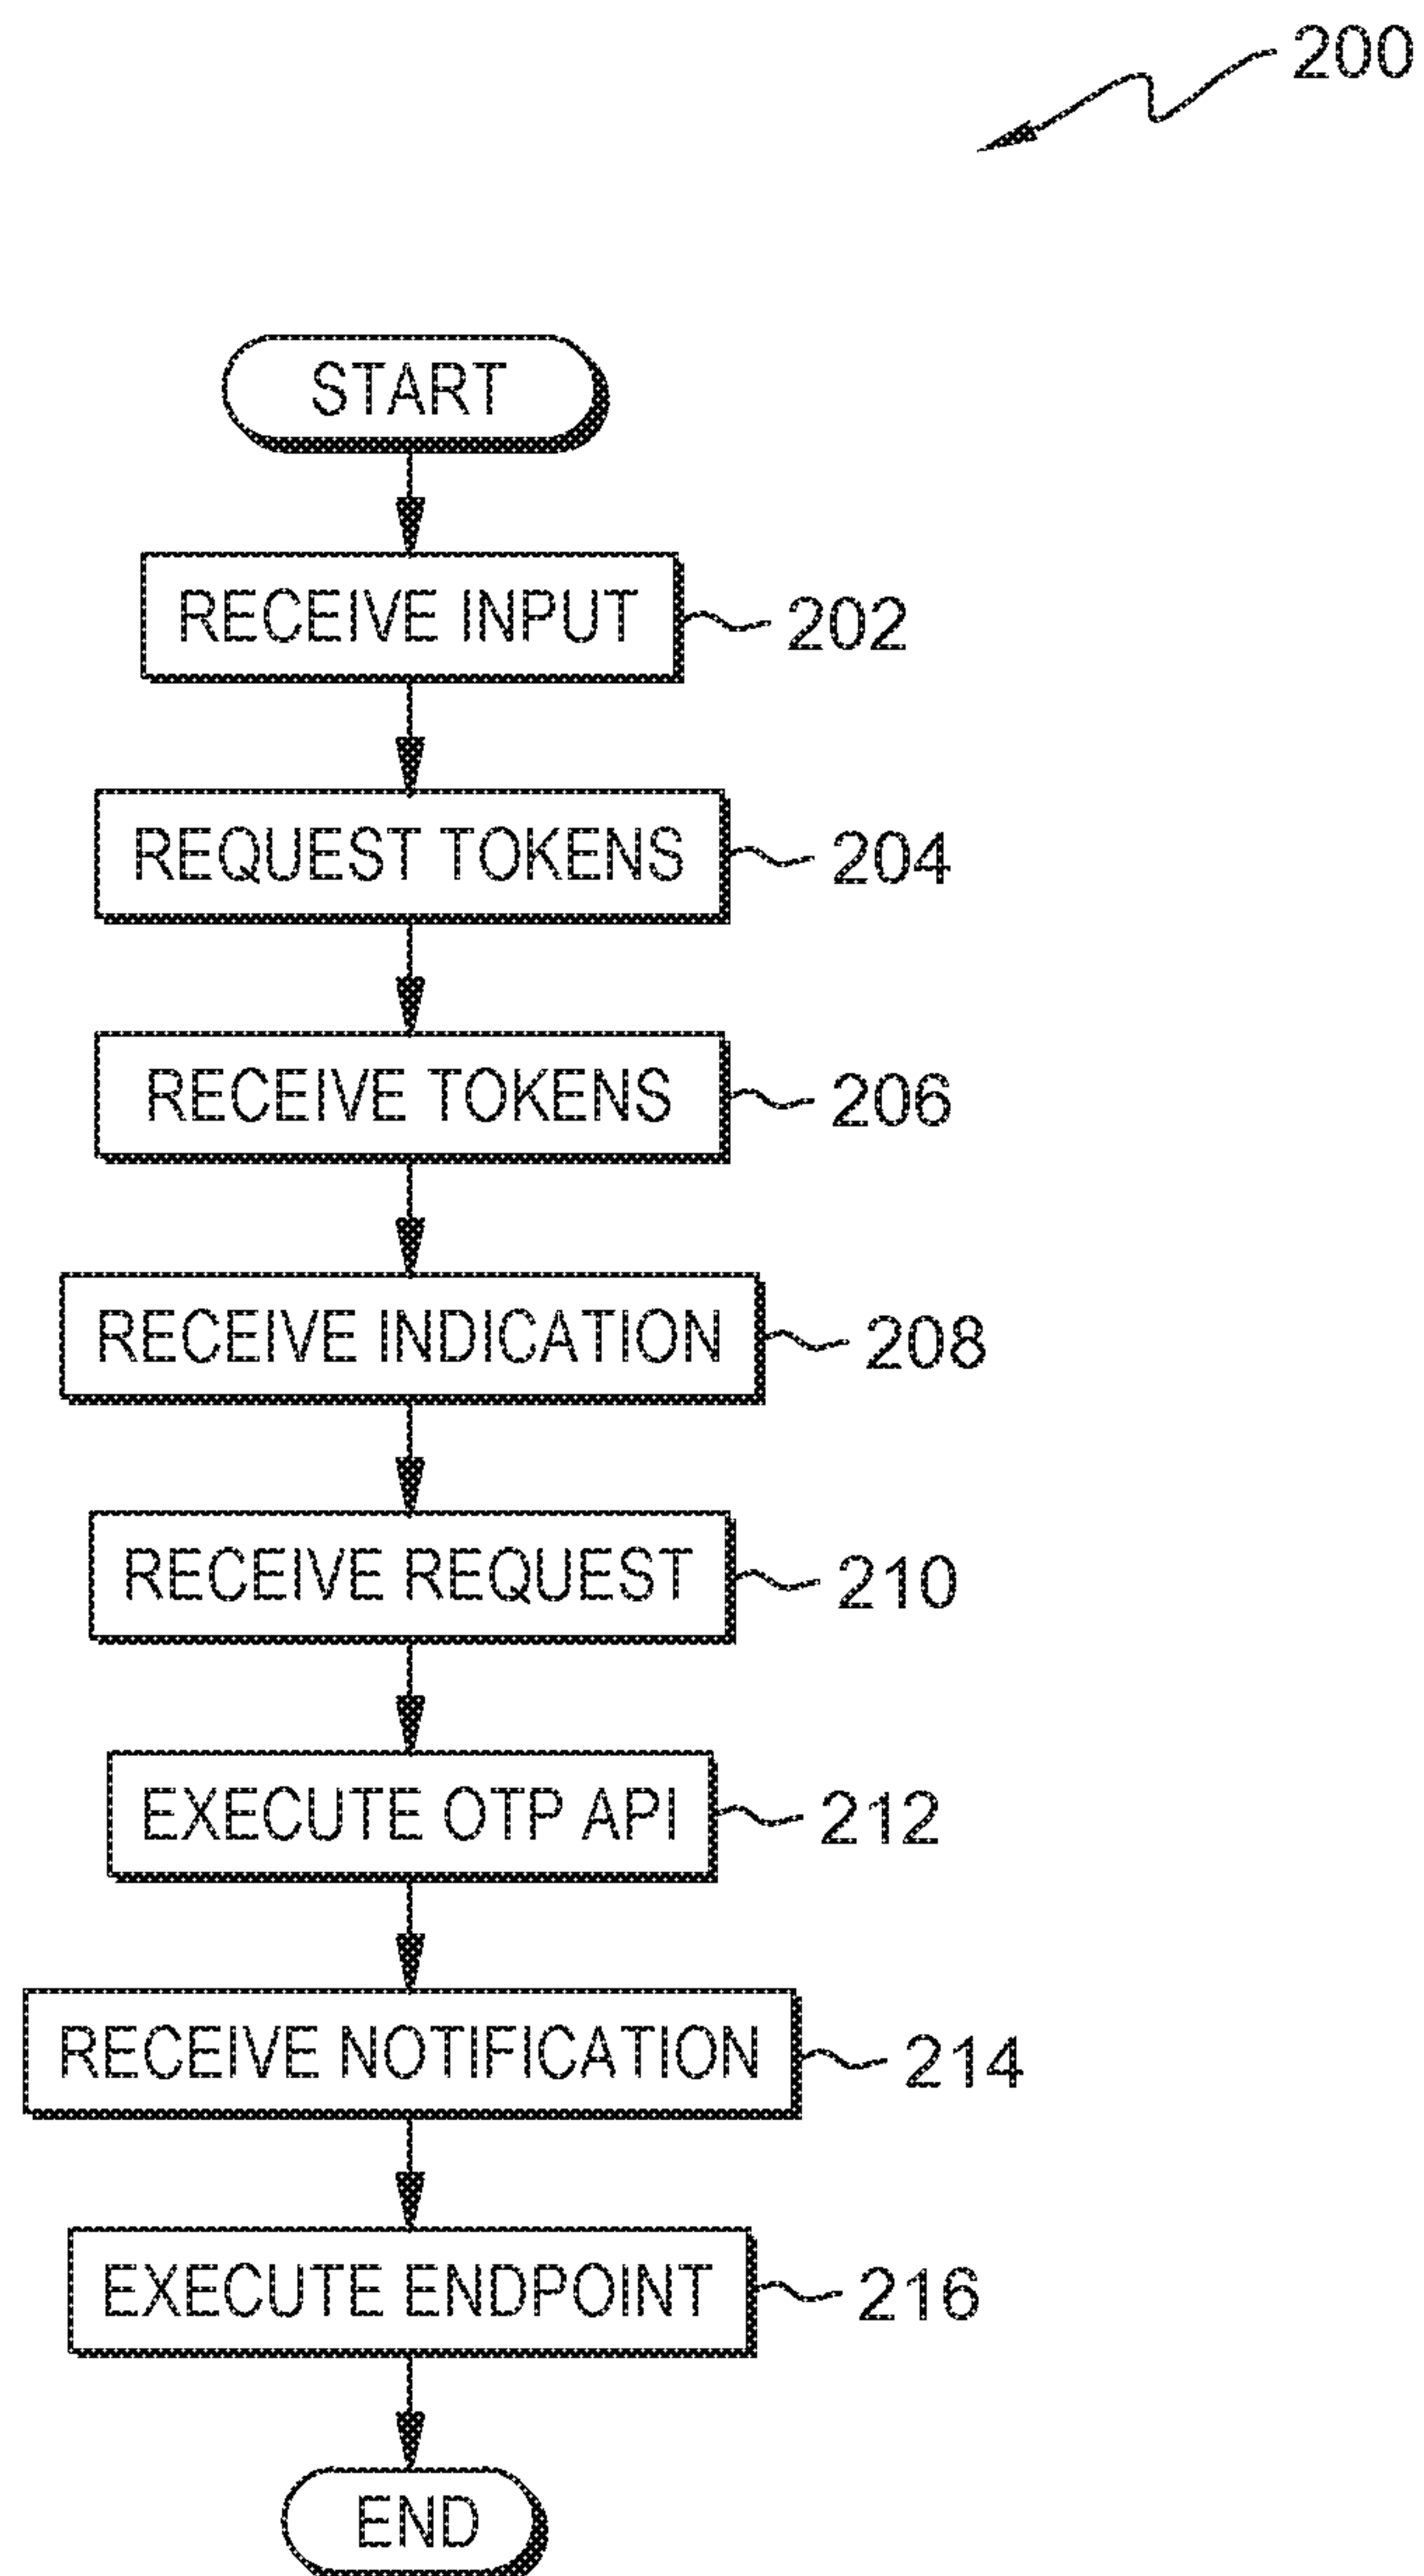 200
START
RECEIVE INPUT 202
REQUEST TOKENS 204
RECEIVE TOKENS 206
RECEIVE INDICATION 208
RECEIVE REQUEST 210
EXECUTE OTP API 212
RECEIVE NOTIFICATION 214
EXECUTE ENDPOINT 216
END